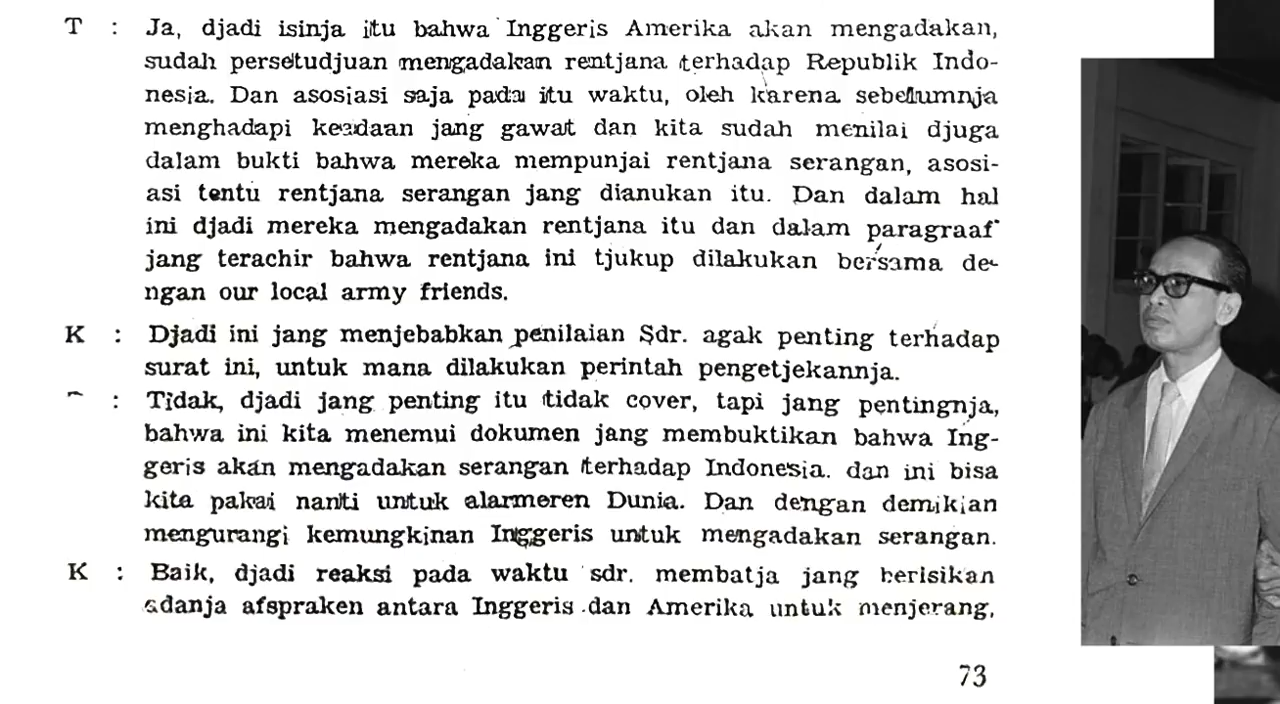 T : Ja, djadi isinja itu bahwa Inggeris Amerika akan mengadakan,
sudah persetudjuan mengadakan rentjana terhadap Republik Indo-
nesia. Dan asosiasi saja pada itu waktu, oleh karena sebelumnja
menghadapi keadaan jang gawat dan kita sudah menilai djuga
dalam bukti bahwa mereka mempunjai rentjana serangan, asosi-
asi tentu rentjana serangan jang dianukan itu. Dan dalam hal
ini djadi mereka mengadakan rentjana itu dan dalam paragraaf
jang terachir bahwa rentjana ini tjukup dilakukan bersama de-
ngan our local army friends.
K : Djadi ini jang menjebabkan penilaian Sdr. agak penting terhadap
surat ini, untuk mana dilakukan perintah pengetjekannja.
: Tidak, djadi jang penting itu tidak cover, tapi jang pentingnja,
bahwa ini kita menemui dokumen jang membuktikan bahwa Ing-
geris akan mengadakan serangan terhadap Indonesia. dan ini bisa
kita pakai nanti untuk alarmeren Dunia. Dan dengan demikian
mengurangi kemungkinan Inggeris untuk mengadakan serangan.
K : Baik, djadi reaksi pada waktu sdr. membatja jang berisikan
adanja afspraken antara Inggeris dan Amerika untuk menjerang,
73